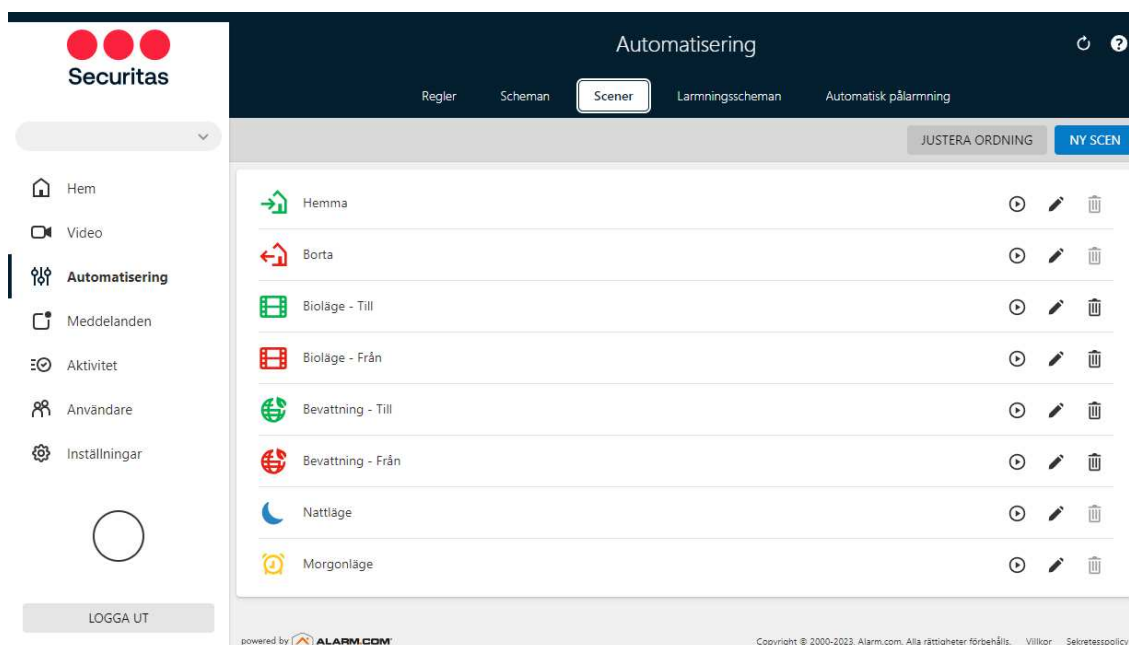 Securitas
Automatisering
Regler Scheman Scener Larmningsscheman Automatisk pålarmning
JUSTERA ORDNING NY SCEN
Hem
Video
Automatisering
Meddelanden
Aktivitet
Användare
Inställningar
LOGGA UT
Hemma
Borta
Bioläge - Till
Bioläge - Från
Bevattning - Till
Bevattning - Från
Nattläge
Morgonläge
powered by ALARM.COM
Copyright © 2000-2023, Alarm.com. Alla rättigheter förbehålls. Villkor Sekretesspolicy